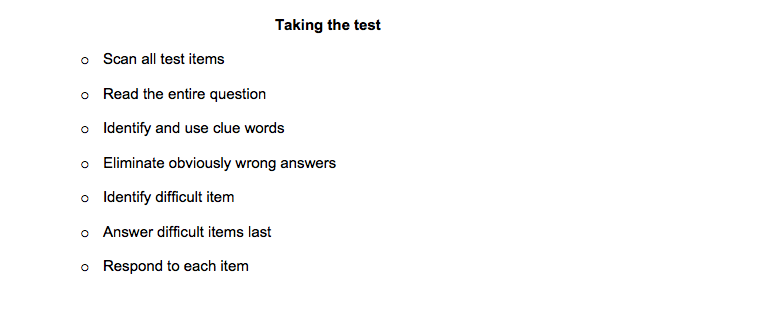 Taking the test
o Scan all test items
o Read the entire question
o Identify and use clue words
o Eliminate obviously wrong answers
o Identify difficult item
o Answer difficult items last
o Respond to each item